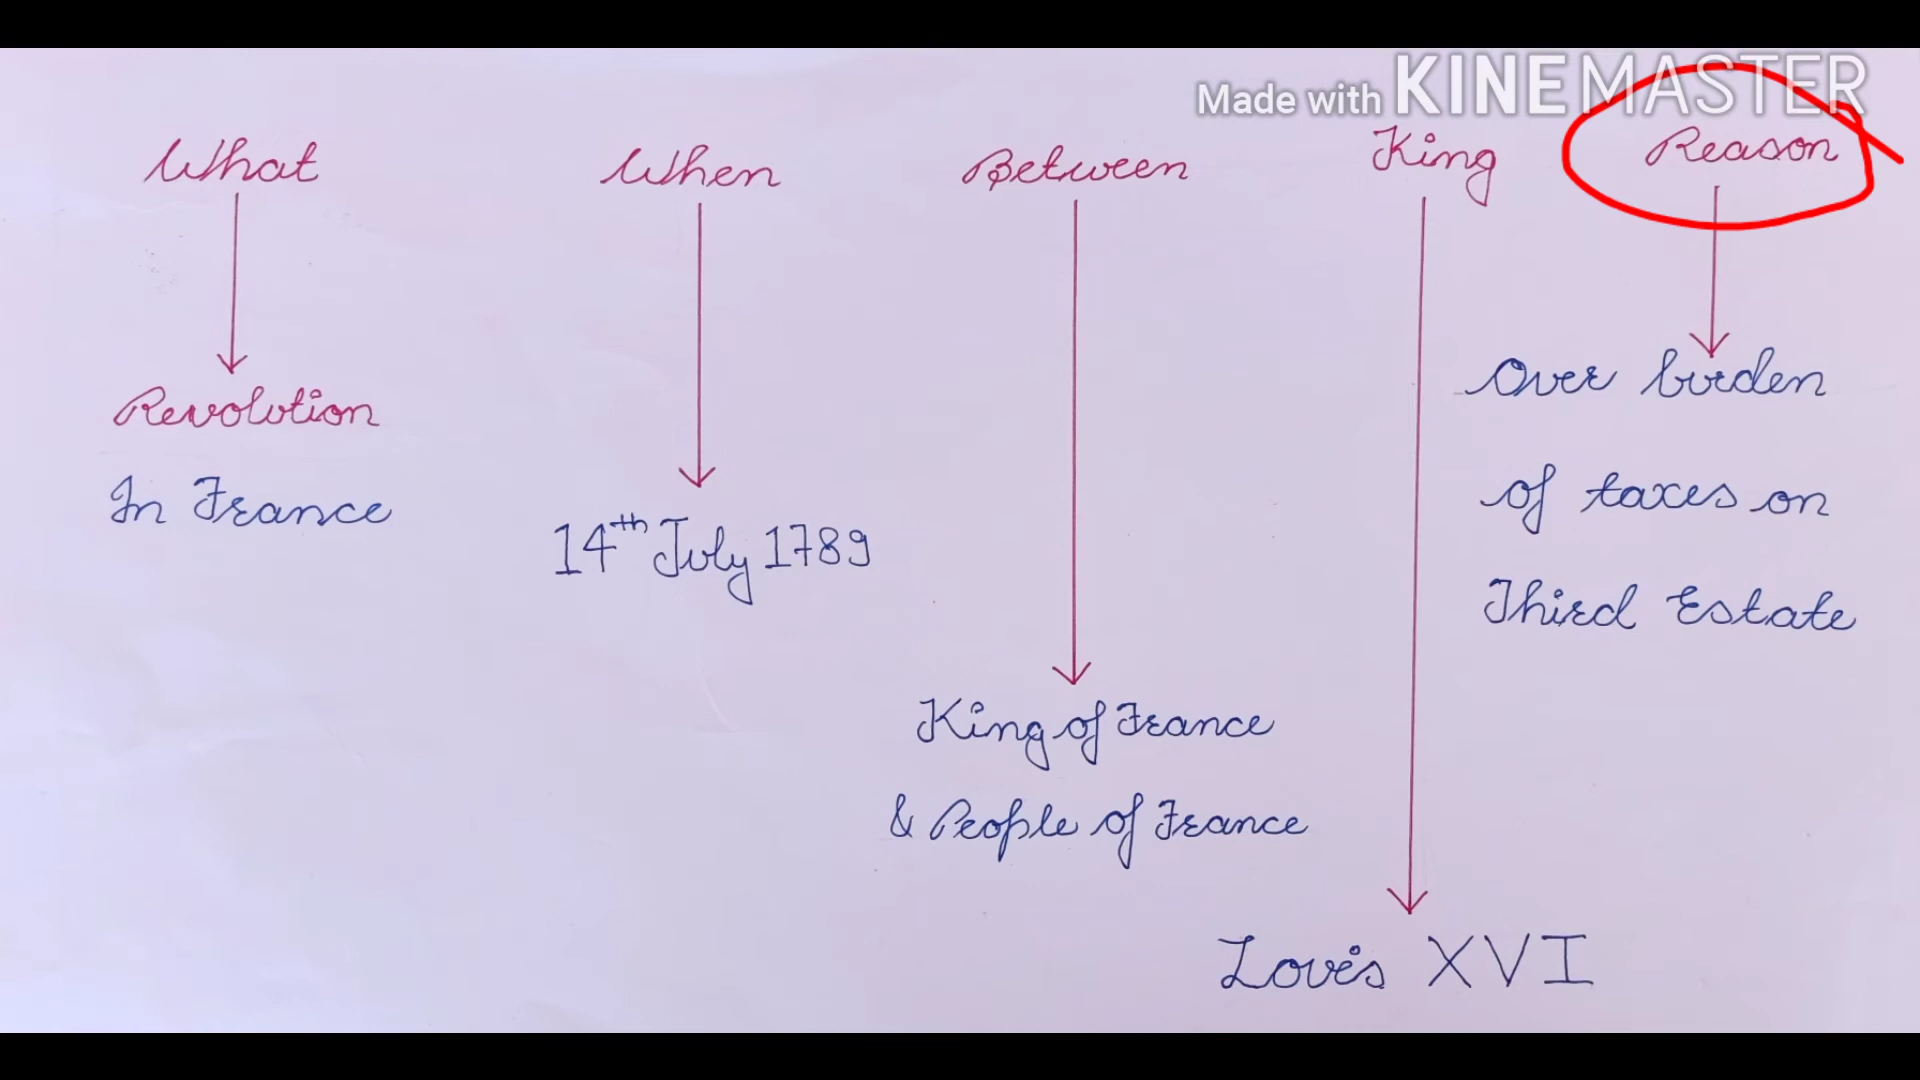 Made with KINEMASTER
What
When
Between
King
Reason
Revolution
In France
14th July 1789
King of France
& People of France
Louis XVI
Over burden
of taxes on
Third Estate